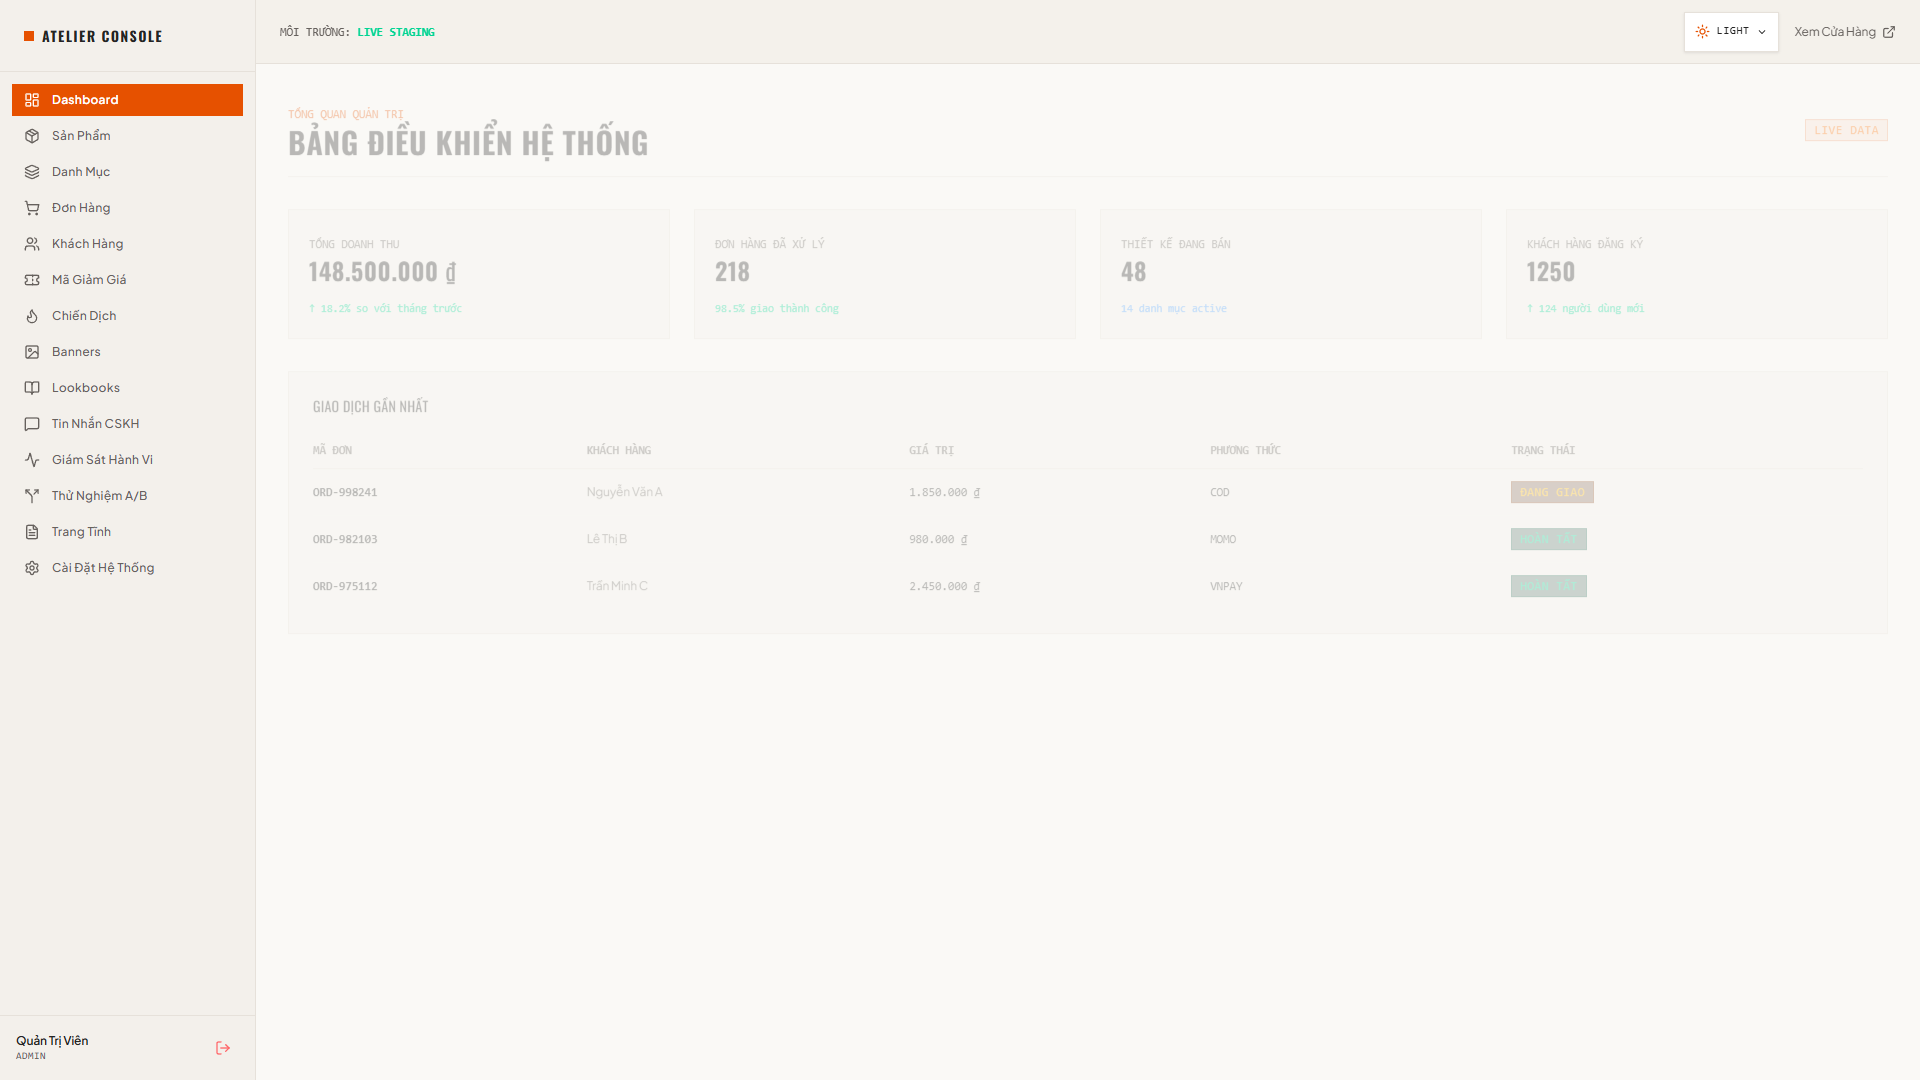 ATELIER CONSOLE
MÔI TRƯỜNG: LIVE STAGING
LIGHT
Xem Cửa Hàng
Dashboard
Sản Phẩm
Danh Mục
Đơn Hàng
Khách Hàng
Mã Giảm Giá
Chiến Dịch
Banners
Lookbooks
Tin Nhắn CSKH
Giám Sát Hành Vi
Thử Nghiệm A/B
Trang Tĩnh
Cài Đặt Hệ Thống
Quản Trị Viên
ADMIN
TỔNG QUAN QUẢN TRỊ
BẢNG ĐIỀU KHIỂN HỆ THỐNG
LIVE DATA
TỔNG DOANH THU
148.500.000 ₫
↑ 18.2% so với tháng trước
ĐƠN HÀNG ĐÃ XỬ LÝ
218
98.5% giao thành công
THIẾT KẾ ĐANG BÁN
48
14 danh mục active
KHÁCH HÀNG ĐĂNG KÝ
1250
↑ 124 người dùng mới
GIAO DỊCH GẦN NHẤT
MÃ ĐƠN KHÁCH HÀNG GIÁ TRỊ PHƯƠNG THỨC TRẠNG THÁI
ORD-998241 Nguyễn Văn A 1.850.000 ₫ COD ĐANG GIAO
ORD-982103 Lê Thị B 980.000 ₫ MOMO HOÀN TẤT
ORD-975112 Trần Minh C 2.450.000 ₫ VNPAY HOÀN TẤT